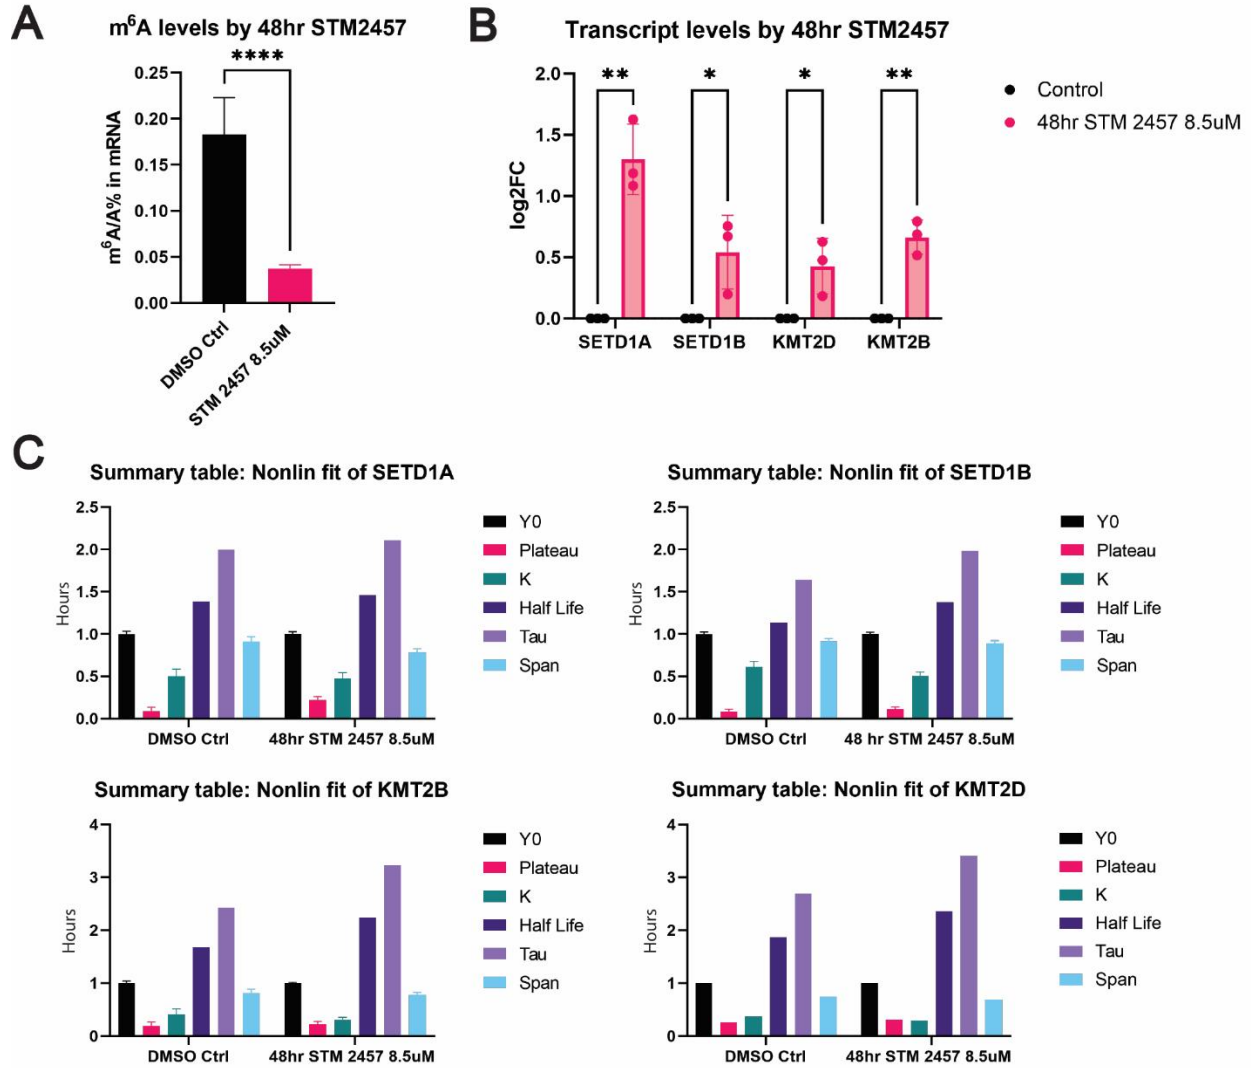 A
m⁶A levels by 48hr STM2457
****
m⁶A/A% in mRNA
0.25
0.20
0.15
0.10
0.05
0.00
DMSO Ctrl
STM 2457 8.5uM
B
Transcript levels by 48hr STM2457
** * * **
log2FC
2.0
1.5
1.0
0.5
0.0
SETD1A SETD1B KMT2D KMT2B
Control
48hr STM 2457 8.5uM
C
Summary table: Nonlin fit of SETD1A
Hours
2.5
2.0
1.5
1.0
0.5
0.0
DMSO Ctrl 48hr STM 2457 8.5uM
Y0
Plateau
K
Half Life
Tau
Span
Summary table: Nonlin fit of SETD1B
Hours
2.5
2.0
1.5
1.0
0.5
0.0
DMSO Ctrl 48 hr STM 2457 8.5uM
Y0
Plateau
K
Half Life
Tau
Span
Summary table: Nonlin fit of KMT2B
Hours
4
3
2
1
0
DMSO Ctrl 48hr STM 2457 8.5uM
Y0
Plateau
K
Half Life
Tau
Span
Summary table: Nonlin fit of KMT2D
Hours
4
3
2
1
0
DMSO Ctrl 48hr STM 2457 8.5uM
Y0
Plateau
K
Half Life
Tau
Span